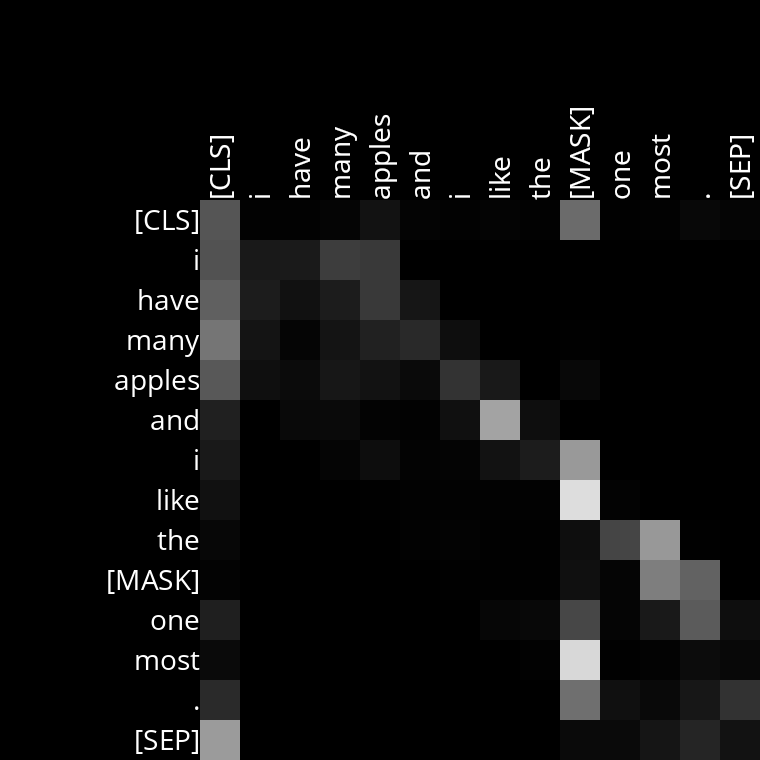 [CLS] i have many apples and i like the [MASK] one most . [SEP]
[CLS]
i
have
many
apples
and
i
like
the
[MASK]
one
most
.
[SEP]